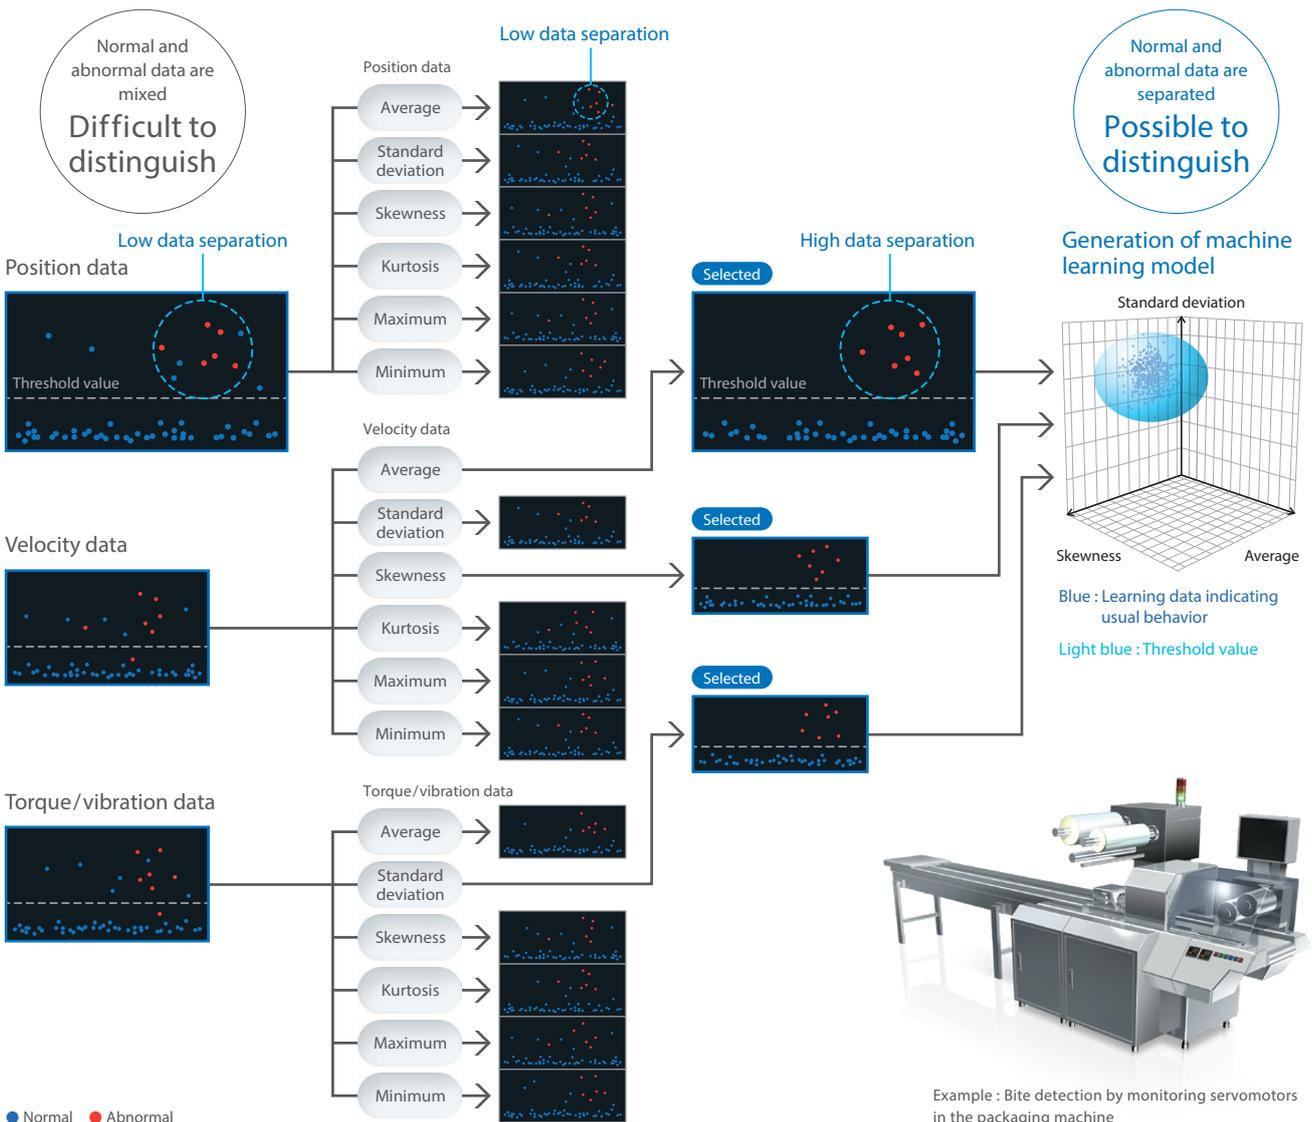 Normal and
abnormal data are
mixed
Difficult to
distinguish
Low data separation
Position data
Threshold value
Velocity data
Torque/vibration data
Normal
Abnormal
Low data separation
Position data
Average
Standard
deviation
Skewness
Kurtosis
Maximum
Minimum
Velocity data
Average
Standard
deviation
Skewness
Kurtosis
Maximum
Minimum
Torque/vibration data
Average
Standard
deviation
Skewness
Kurtosis
Maximum
Minimum
High data separation
Selected
Threshold value
Selected
Selected
Normal and
abnormal data are
separated
Possible to
distinguish
Generation of machine
learning model
Standard deviation
Skewness
Average
Blue : Learning data indicating
usual behavior
Light blue : Threshold value
Example : Bite detection by monitoring servomotors
in the packaging machine